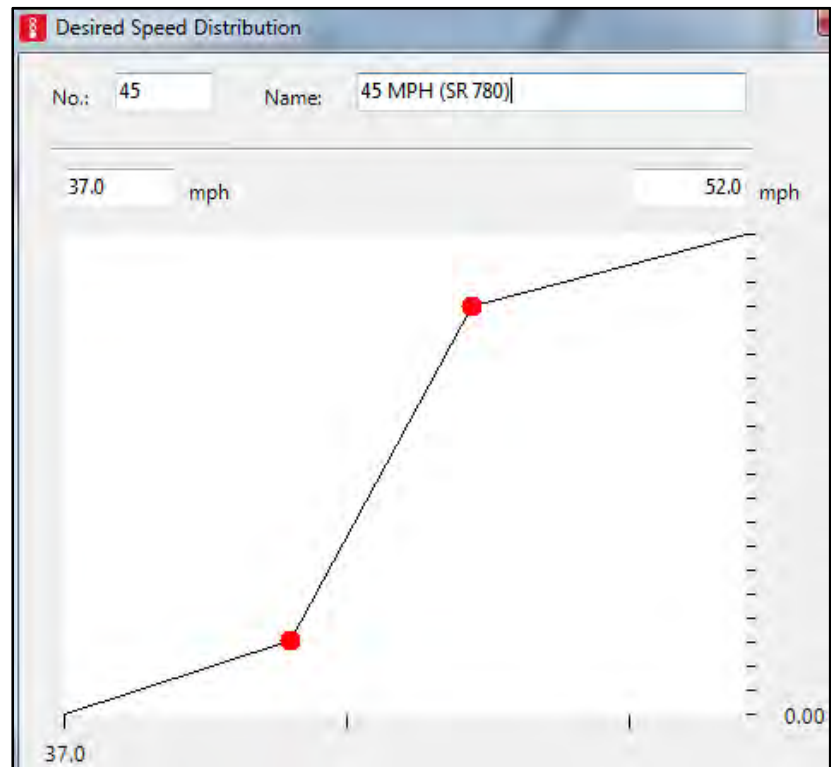 Desired Speed Distribution
No.: 45 Name: 45 MPH (SR 780)
37.0 mph 52.0 mph
0.00
37.0